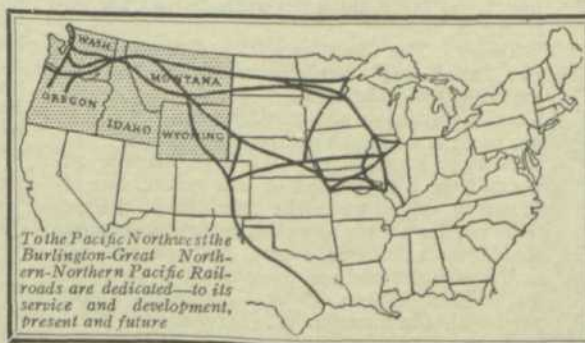 WASH.
MONTANA
OREGON
IDAHO
WYOMING
To the Pacific Northwest the
Burlington-Great North-
ern-Northern Pacific Rail-
roads are dedicated—to its
service and development,
present and future